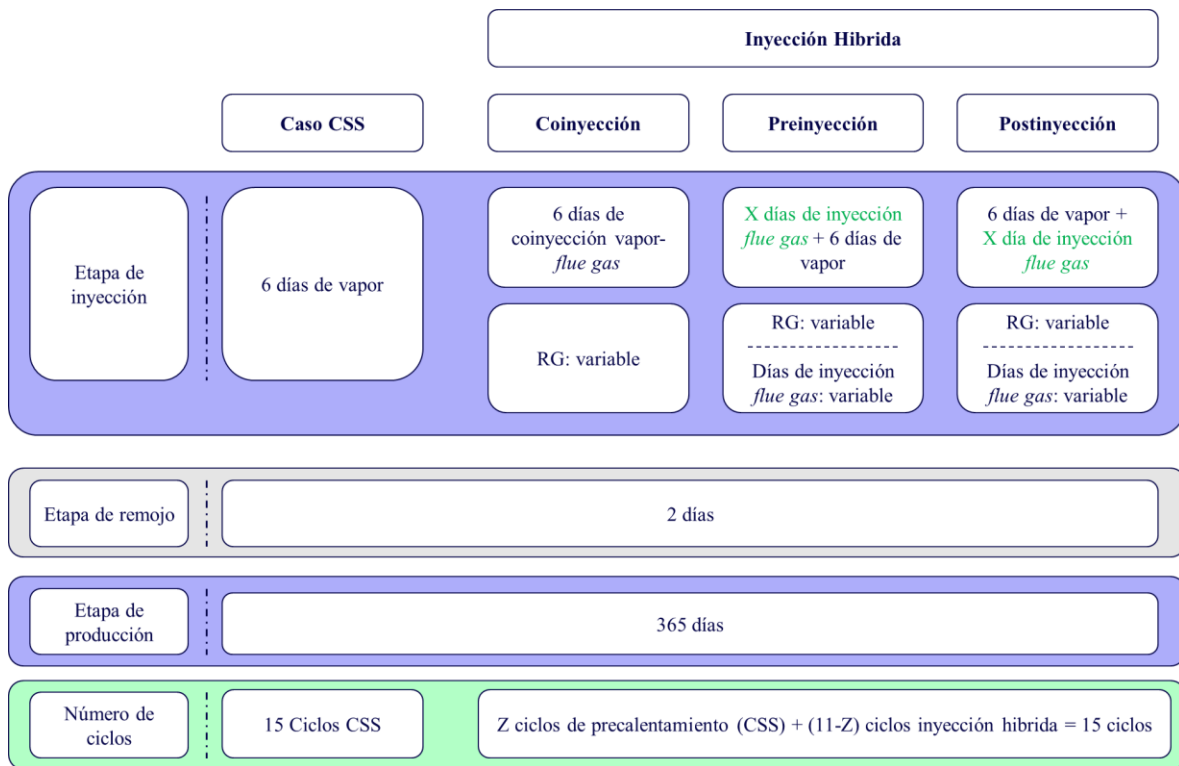 Inyección Hibrida
Caso CSS
Coinyección
Preinyección
Postinyección
Etapa de
inyección
6 días de vapor
6 días de
coinyección vapor-
flue gas
X días de inyección
flue gas + 6 días de
vapor
6 días de vapor +
X día de inyección
flue gas
RG: variable
RG: variable
Días de inyección
flue gas: variable
RG: variable
Días de inyección
flue gas: variable
Etapa de remojo
2 días
Etapa de
producción
365 días
Número de
ciclos
15 Ciclos CSS
Z ciclos de precalentamiento (CSS) + (11-Z) ciclos inyección hibrida = 15 ciclos